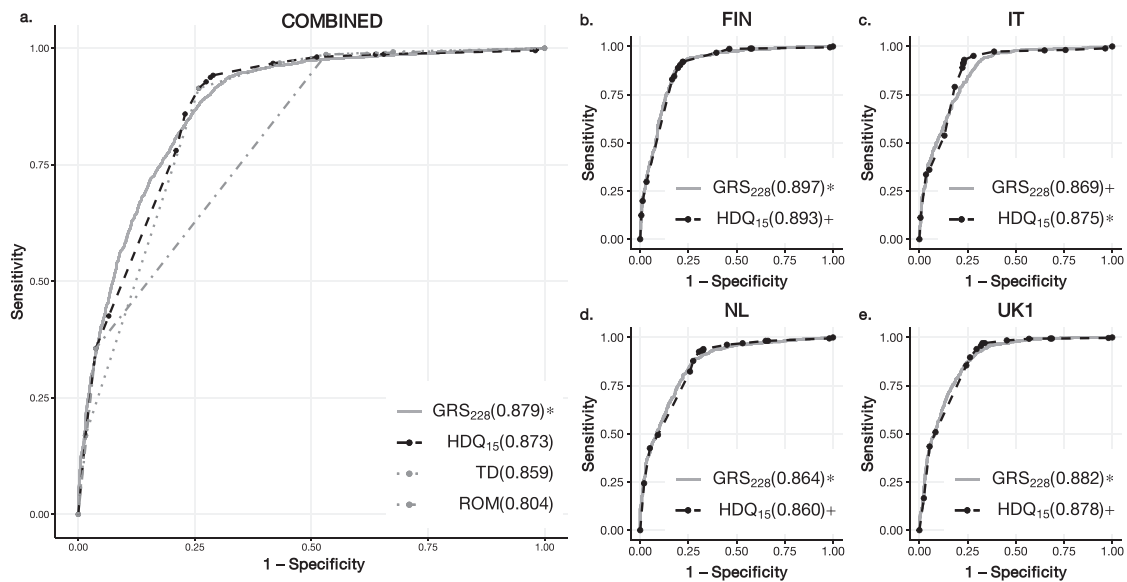 a.
COMBINED
1.00
0.75
0.50
0.25
0.00
Sensitivity
GRS228(0.879)*
HDQ15(0.873)
TD(0.859)
ROM(0.804)
0.00 0.25 0.50 0.75 1.00
1 – Specificity
b.
FIN
1.00
0.75
0.50
0.25
0.00
Sensitivity
GRS228(0.897)*
HDQ15(0.893)+
0.00 0.25 0.50 0.75 1.00
1 – Specificity
c.
IT
1.00
0.75
0.50
0.25
0.00
Sensitivity
GRS228(0.869)+
HDQ15(0.875)*
0.00 0.25 0.50 0.75 1.00
1 – Specificity
d.
NL
1.00
0.75
0.50
0.25
0.00
Sensitivity
GRS228(0.864)*
HDQ15(0.860)+
0.00 0.25 0.50 0.75 1.00
1 – Specificity
e.
UK1
1.00
0.75
0.50
0.25
0.00
Sensitivity
GRS228(0.882)*
HDQ15(0.878)+
0.00 0.25 0.50 0.75 1.00
1 – Specificity